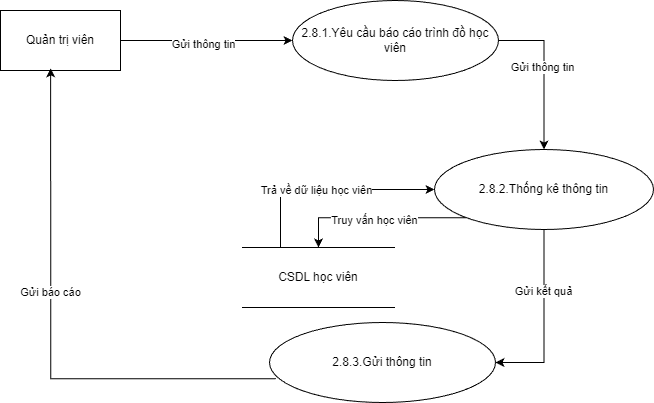 Quản trị viên
Gửi thông tin
2.8.1.Yêu cầu báo cáo trình đồ học
viên
Gửi thông tin
Trả về dữ liệu học viên
2.8.2.Thống kê thông tin
Truy vấn học viên
CSDL học viên
Gửi báo cáo
Gửi kết quả
2.8.3.Gửi thông tin